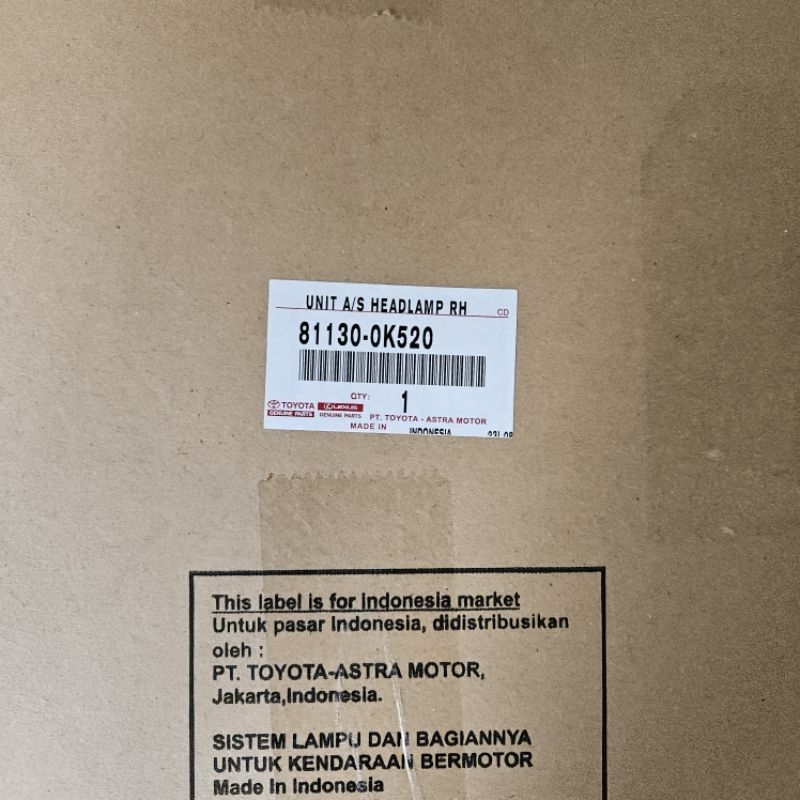 UNIT A/S HEADLAMP RH
CD
81130-0K520
QTY: 1
TOYOTA LEXUS
GENUINE PARTS GENUINE PARTS PT. TOYOTA - ASTRA MOTOR
MADE IN INDONESIA
This label is for Indonesia market
Untuk pasar Indonesia, didistribusikan
oleh :
PT. TOYOTA-ASTRA MOTOR,
Jakarta,Indonesia.
SISTEM LAMPU DAN BAGIANNYA
UNTUK KENDARAAN BERMOTOR
Made In Indonesia